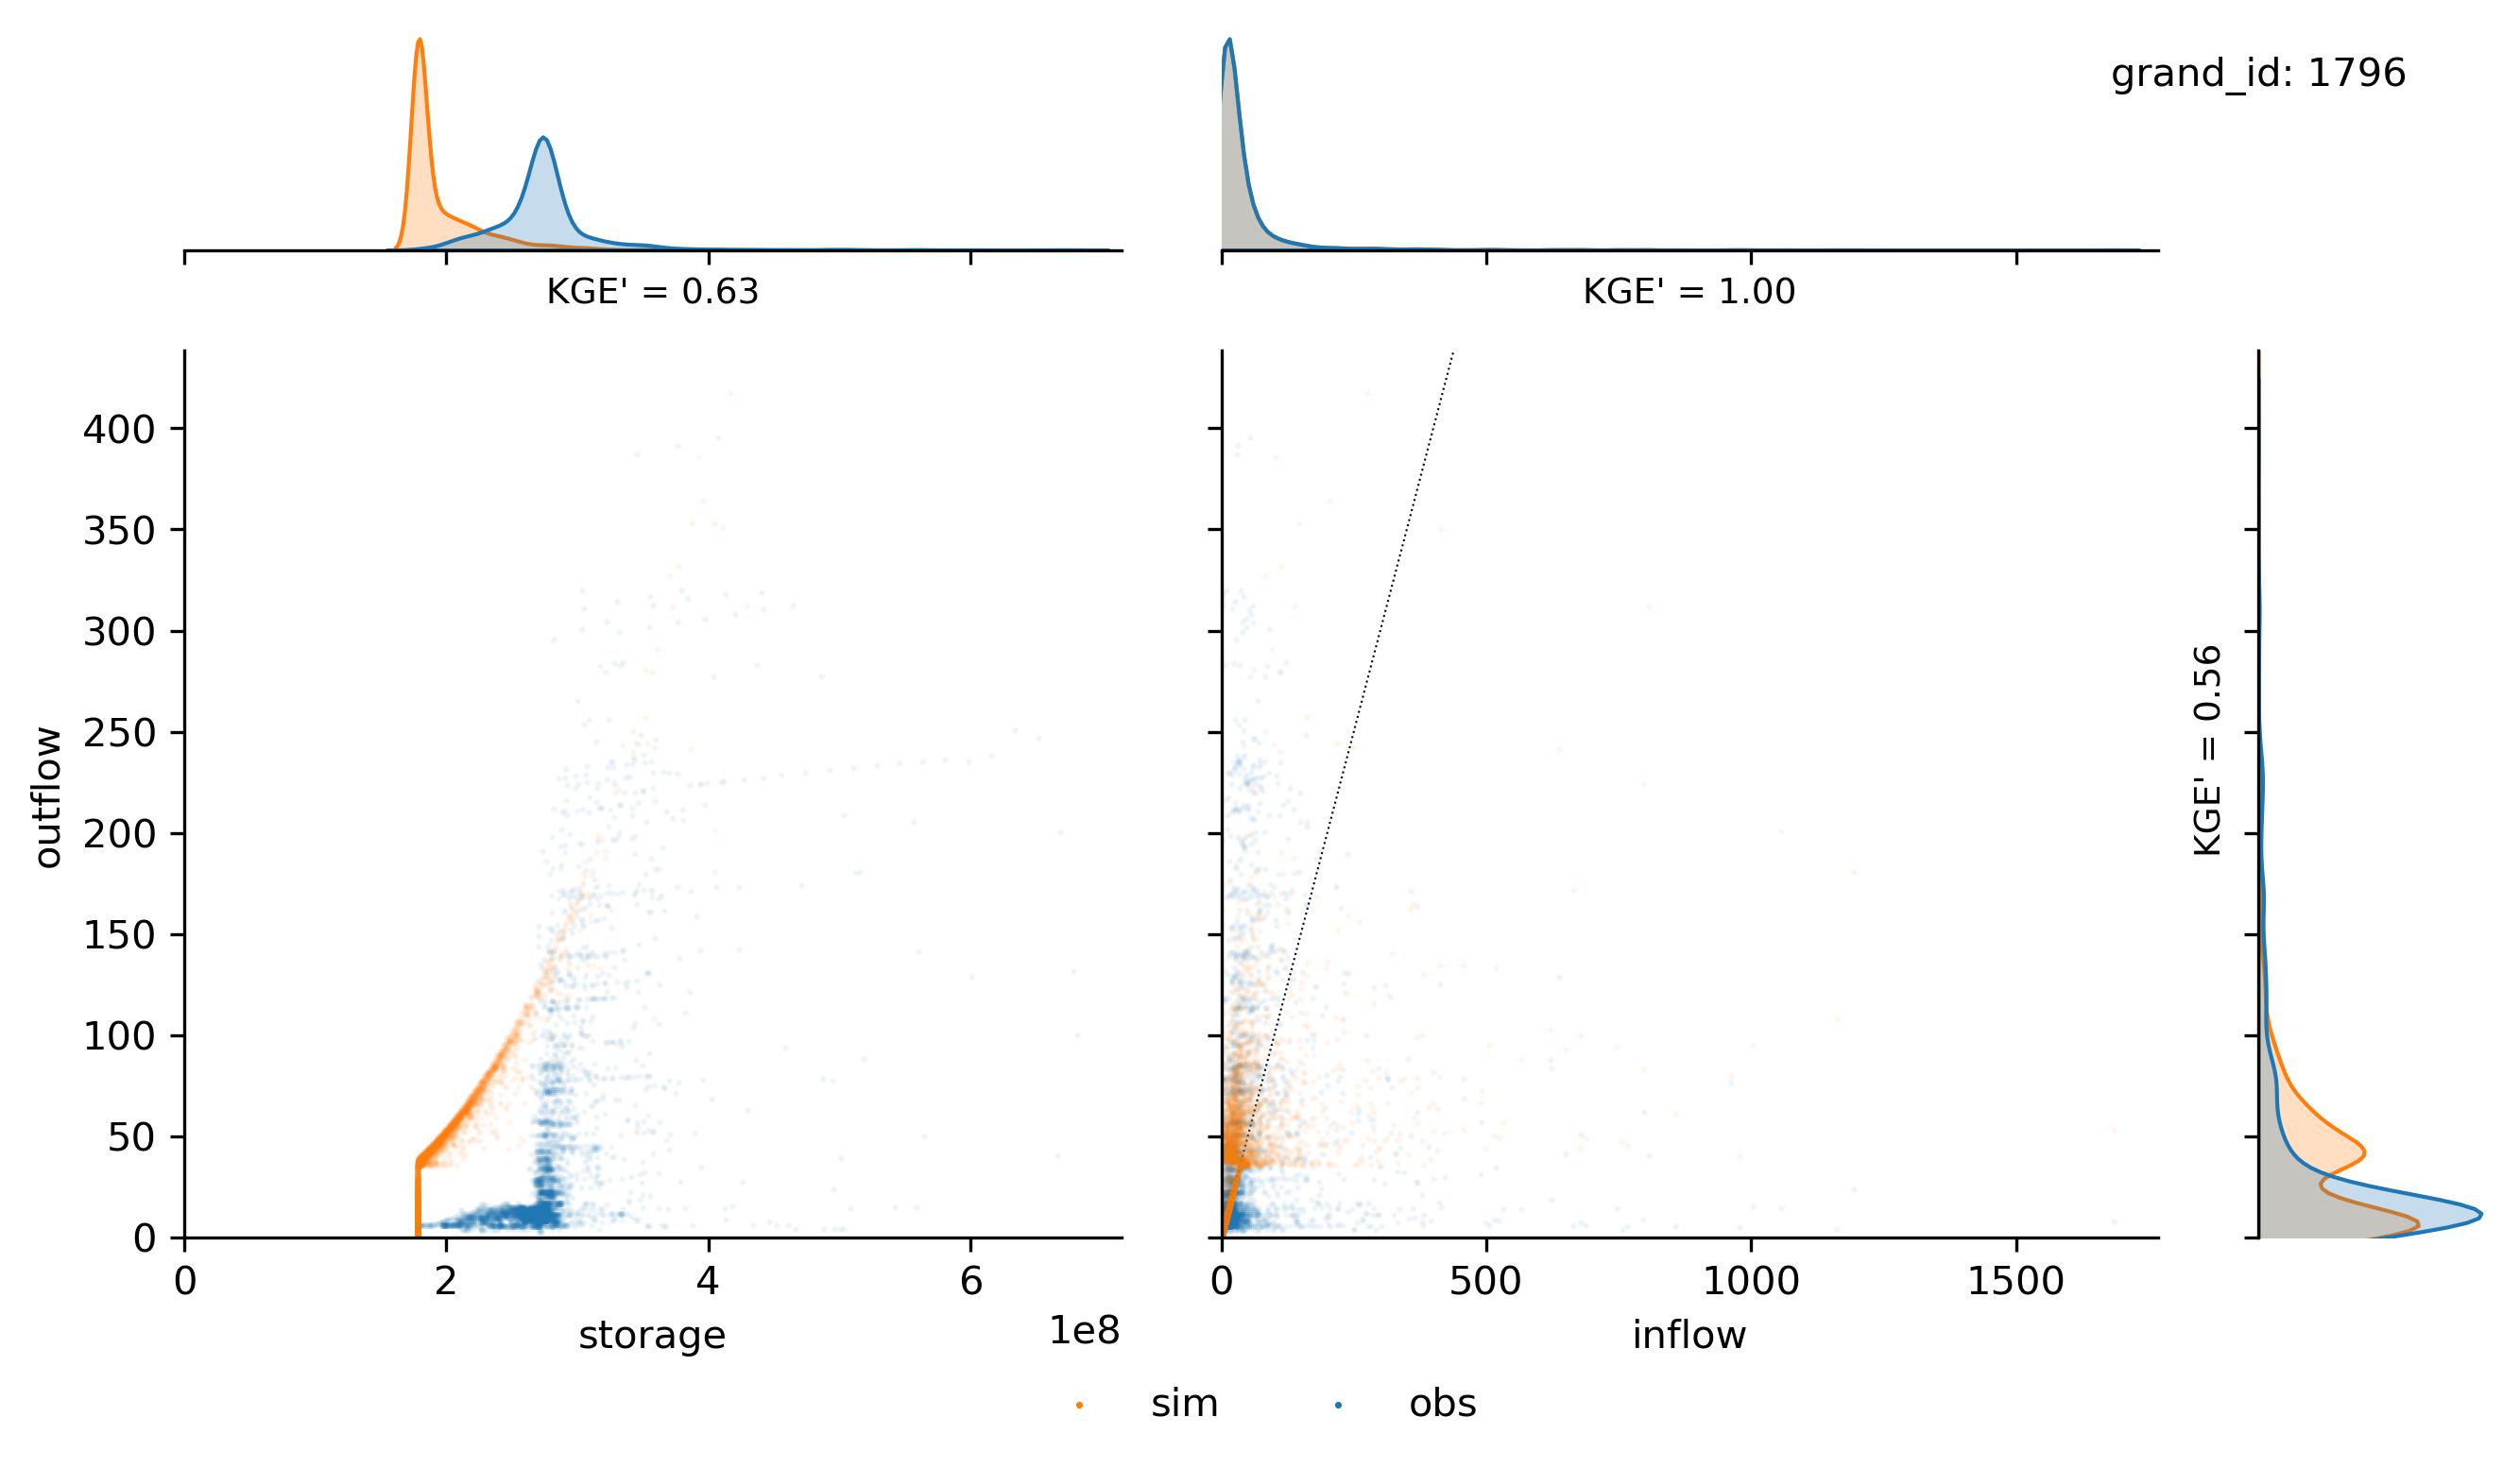 grand_id: 1796
KGE' = 0.63
KGE' = 1.00
outflow
400
350
300
250
200
150
100
50
0
KGE' = 0.56
0 2 4 6
1e8
storage
0 500 1000 1500
inflow
sim obs